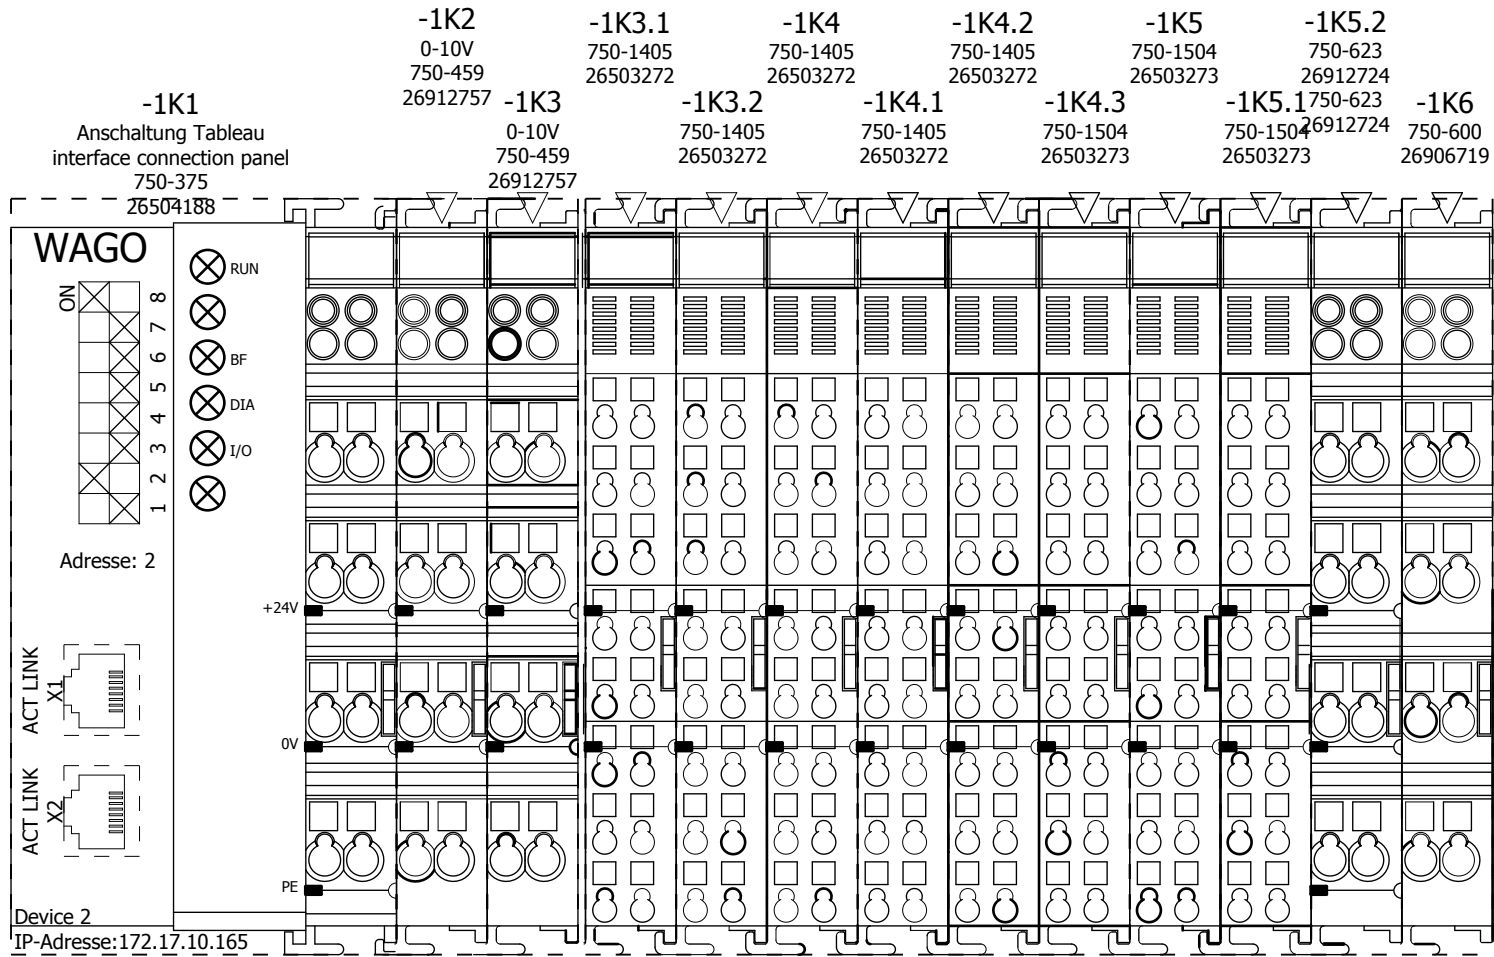 -1K2
0-10V
750-459
26912757
-1K3.1
750-1405
26503272
-1K4
750-1405
26503272
-1K4.2
750-1405
26503272
-1K5
750-1504
26503273
-1K5.2
750-623
26912724
750-623
26912724
-1K1
Anschaltung Tableau
interface connection panel
750-375
26504188
-1K3
0-10V
750-459
26912757
-1K3.2
750-1405
26503272
-1K4.1
750-1405
26503272
-1K4.3
750-1504
26503273
-1K5.1
750-1504
26503273
-1K6
750-600
26906719
WAGO
ON
8
7
6
5
4
3
2
1
RUN
BF
DIA
I/O
Adresse: 2
+24V
ACT LINK
X1
0V
ACT LINK
X2
PE
Device 2
IP-Adresse:172.17.10.165